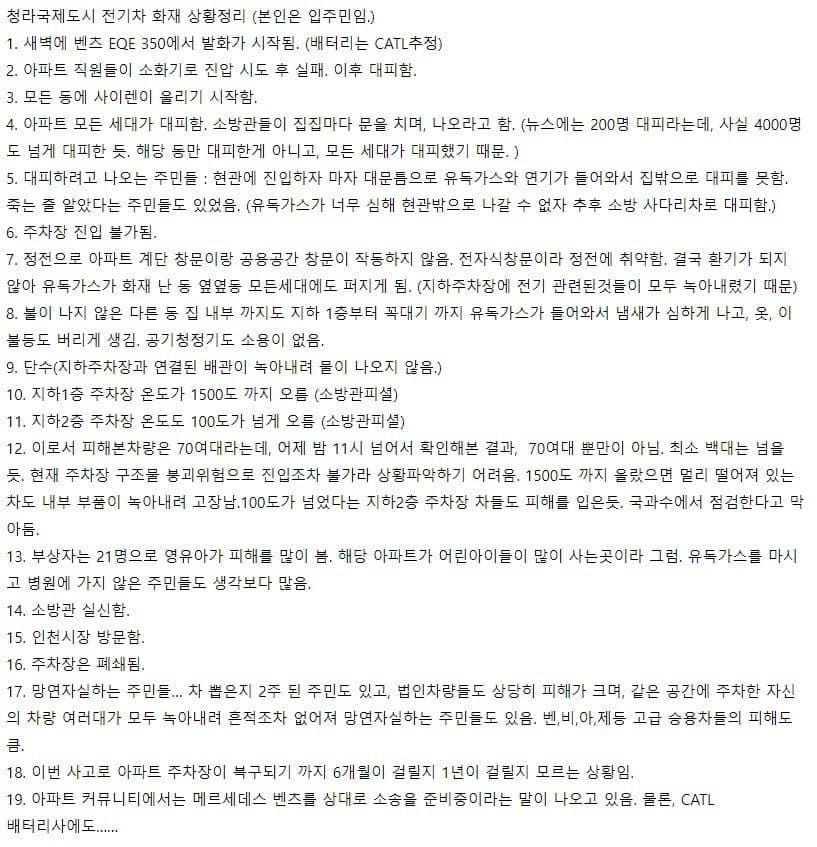 청라국제도시 전기차 화재 상황정리 (본인은 입주민임.)
1. 새벽에 벤츠 EQE 350에서 발화가 시작됨. (배터리는 CATL추정)
2. 아파트 직원들이 소화기로 진압 시도 후 실패. 이후 대피함.
3. 모든 동에 사이렌이 울리기 시작함.
4. 아파트 모든 세대가 대피함. 소방관들이 집집마다 문을 치며, 나오라고 함. (뉴스에는 200명 대피라는데, 사실 4000명
도 넘게 대피한 듯. 해당 동만 대피한게 아니고, 모든 세대가 대피했기 때문. )
5. 대피하려고 나오는 주민들 : 현관에 진입하자 마자 대문틈으로 유독가스와 연기가 들어와서 집밖으로 대피를 못함.
죽는 줄 알았다는 주민들도 있었음. (유독가스가 너무 심해 현관밖으로 나갈 수 없자 추후 소방 사다리차로 대피함.)
6. 주차장 진입 불가됨.
7. 정전으로 아파트 계단 창문이랑 공용공간 창문이 작동하지 않음. 전자식창문이라 정전에 취약함. 결국 환기가 되지
않아 유독가스가 화재 난 동 옆옆동 모든세대에도 퍼지게 됨. (지하주차장에 전기 관련된것들이 모두 녹아내렸기 때문)
8. 불이 나지 않은 다른 동 집 내부 까지도 지하 1층부터 꼭대기 까지 유독가스가 들어와서 냄새가 심하게 나고, 옷, 이
불등도 버리게 생김. 공기청정기도 소용이 없음.
9. 단수(지하주차장과 연결된 배관이 녹아내려 물이 나오지 않음.)
10. 지하1층 주차장 온도가 1500도 까지 오름 (소방관피셜)
11. 지하2층 주차장 온도도 100도가 넘게 오름 (소방관피셜)
12. 이로서 피해본차량은 70여대라는데, 어제 밤 11시 넘어서 확인해본 결과, 70여대 뿐만이 아님. 최소 백대는 넘을
듯. 현재 주차장 구조물 붕괴위험으로 진입조차 불가라 상황파악하기 어려움. 1500도 까지 올랐으면 멀리 떨어져 있는
차도 내부 부품이 녹아내려 고장남.100도가 넘었다는 지하2층 주차장 차들도 피해를 입은듯. 국과수에서 점검한다고 막
아둠.
13. 부상자는 21명으로 영유아가 피해를 많이 봄. 해당 아파트가 어린아이들이 많이 사는곳이라 그럼. 유독가스를 마시
고 병원에 가지 않은 주민들도 생각보다 많음.
14. 소방관 실신함.
15. 인천시장 방문함.
16. 주차장은 폐쇄됨.
17. 망연자실하는 주민들... 차 뽑은지 2주 된 주민도 있고, 법인차량들도 상당히 피해가 크며, 같은 공간에 주차한 자신
의 차량 여러대가 모두 녹아내려 흔적조차 없어져 망연자실하는 주민들도 있음. 벤,비,아,제등 고급 승용차들의 피해도
큼.
18. 이번 사고로 아파트 주차장이 복구되기 까지 6개월이 걸릴지 1년이 걸릴지 모르는 상황임.
19. 아파트 커뮤니티에서는 메르세데스 벤츠를 상대로 소송을 준비중이라는 말이 나오고 있음. 물론, CATL
배터리사에도......